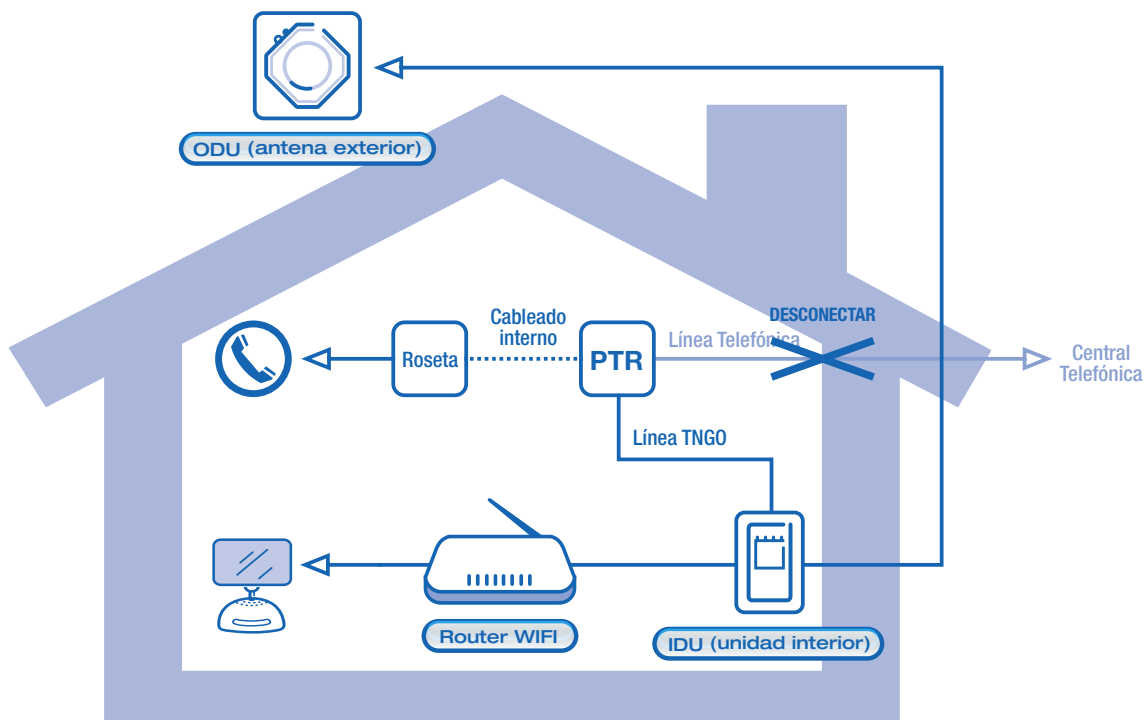 ODU (antena exterior)
DESCONECTAR
Cableado
interno
Línea Telefónica
Roseta
PTR
Central
Telefónica
Línea TNGO
Router WIFI
IDU (unidad interior)